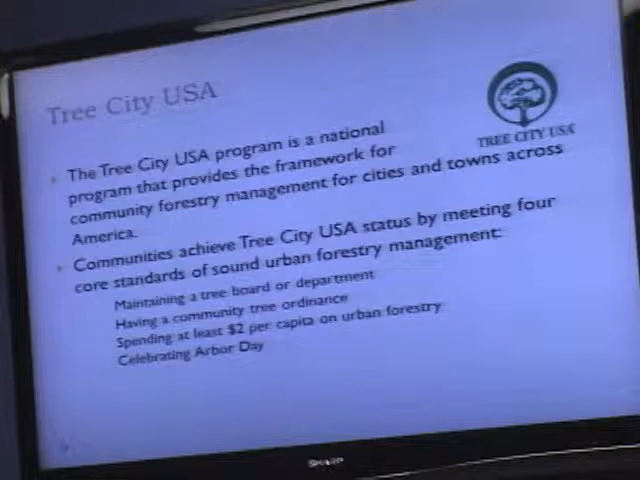 Tree City USA
TREE CITY USA
The Tree City USA program is a national
program that provides the framework for
community forestry management for cities and towns across
America.
Communities achieve Tree City USA status by meeting four
core standards of sound urban forestry management:
Maintaining a tree board or department
Having a community tree ordinance
Spending at least $2 per capita on urban forestry
Celebrating Arbor Day
SHARP